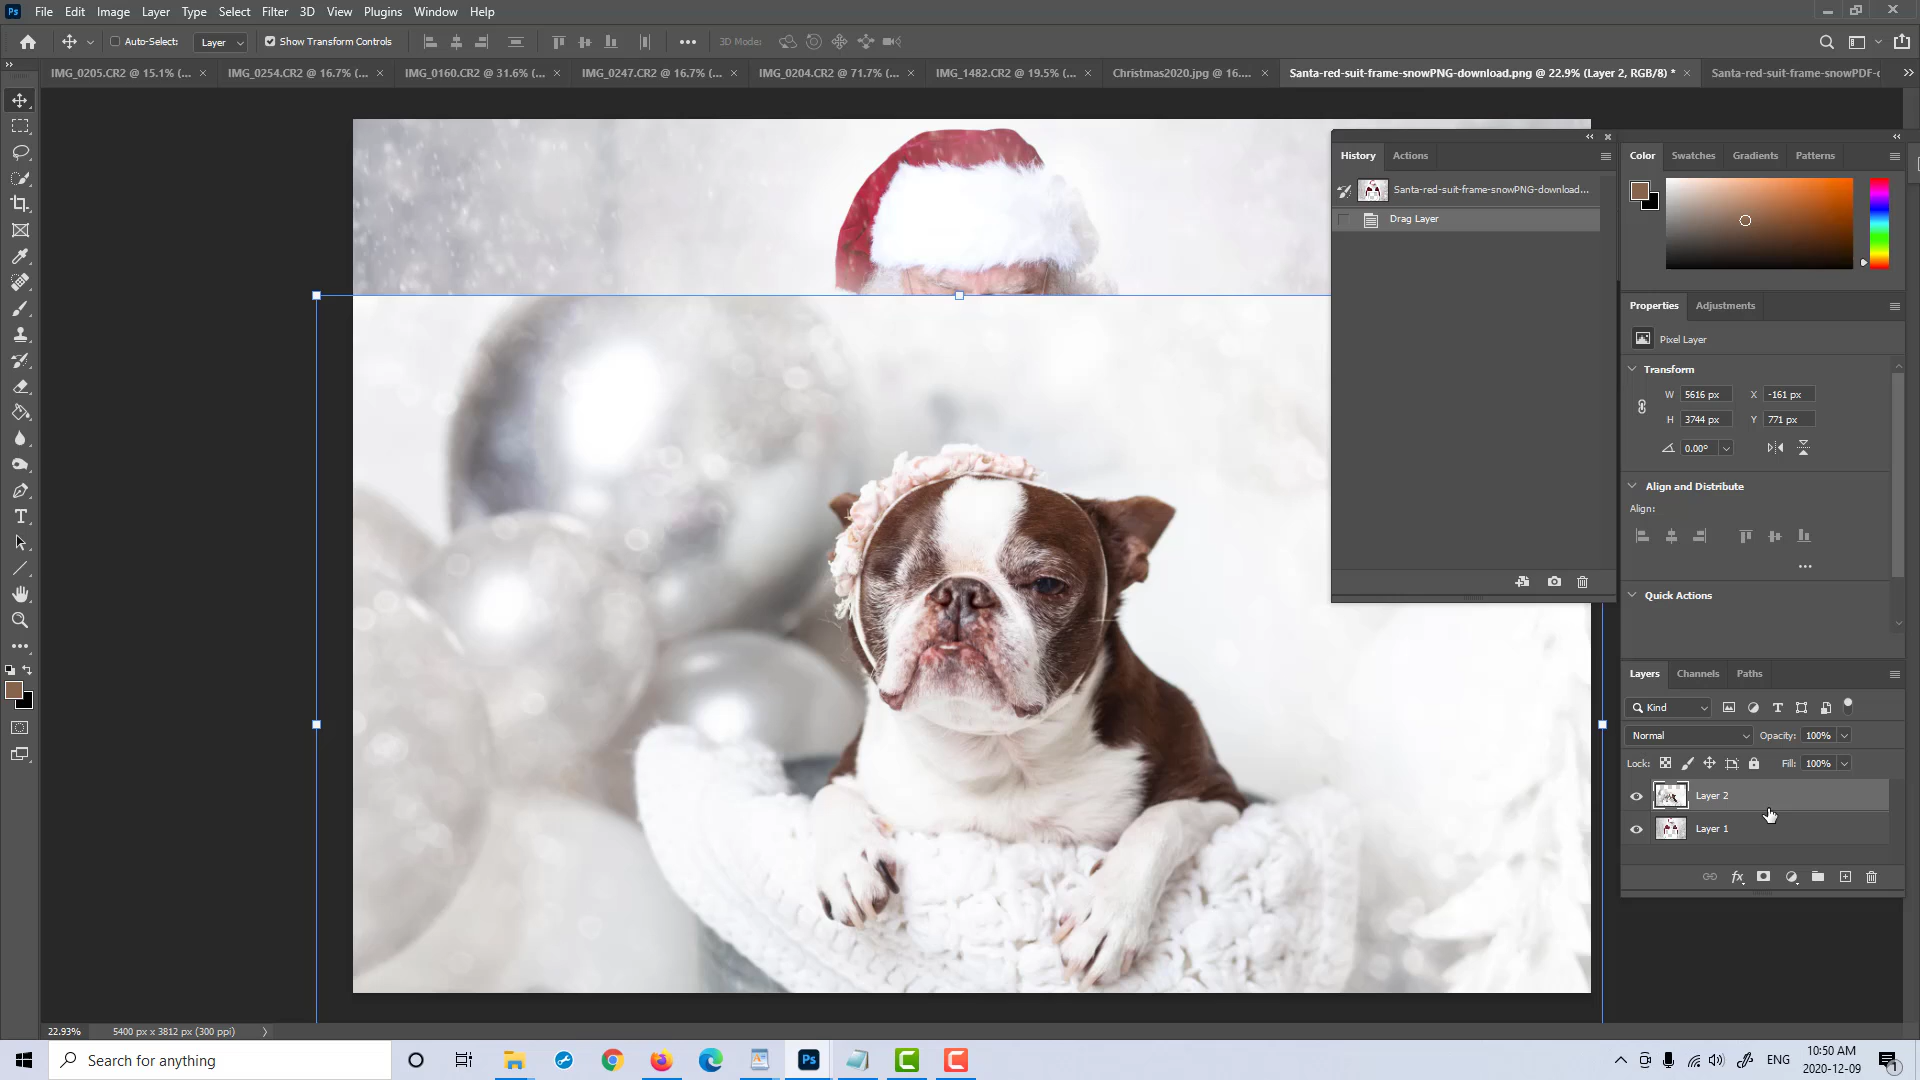 Ps File Edit Image Layer Type Select Filter 3D View Plugins Window Help
Auto-Select: Layer Show Transform Controls 3D Mode:
IMG_0205.CR2 @ 15.1% (... IMG_0254.CR2 @ 16.7% (... IMG_0160.CR2 @ 31.6% (... IMG_0247.CR2 @ 16.7% (... IMG_0204.CR2 @ 71.7% (... IMG_1482.CR2 @ 19.5% (... Christmas2020.jpg @ 16.... Santa-red-suit-frame-snowPNG-download.png @ 22.9% (Layer 2, RGB/8) * Santa-red-suit-frame-snowPDF-c
History Actions
Santa-red-suit-frame-snowPNG-download...
Drag Layer
Color Swatches Gradients Patterns
Properties Adjustments
Pixel Layer
Transform
W 5616 px X -161 px
H 3744 px Y 771 px
0.00°
Align and Distribute
Align:
Quick Actions
Layers Channels Paths
Kind
Normal Opacity: 100%
Lock: Fill: 100%
Layer 2
Layer 1
fx
22.93% 5400 px x 3812 px (300 ppi)
Search for anything
Ps
ENG
10:50 AM
2020-12-09
1